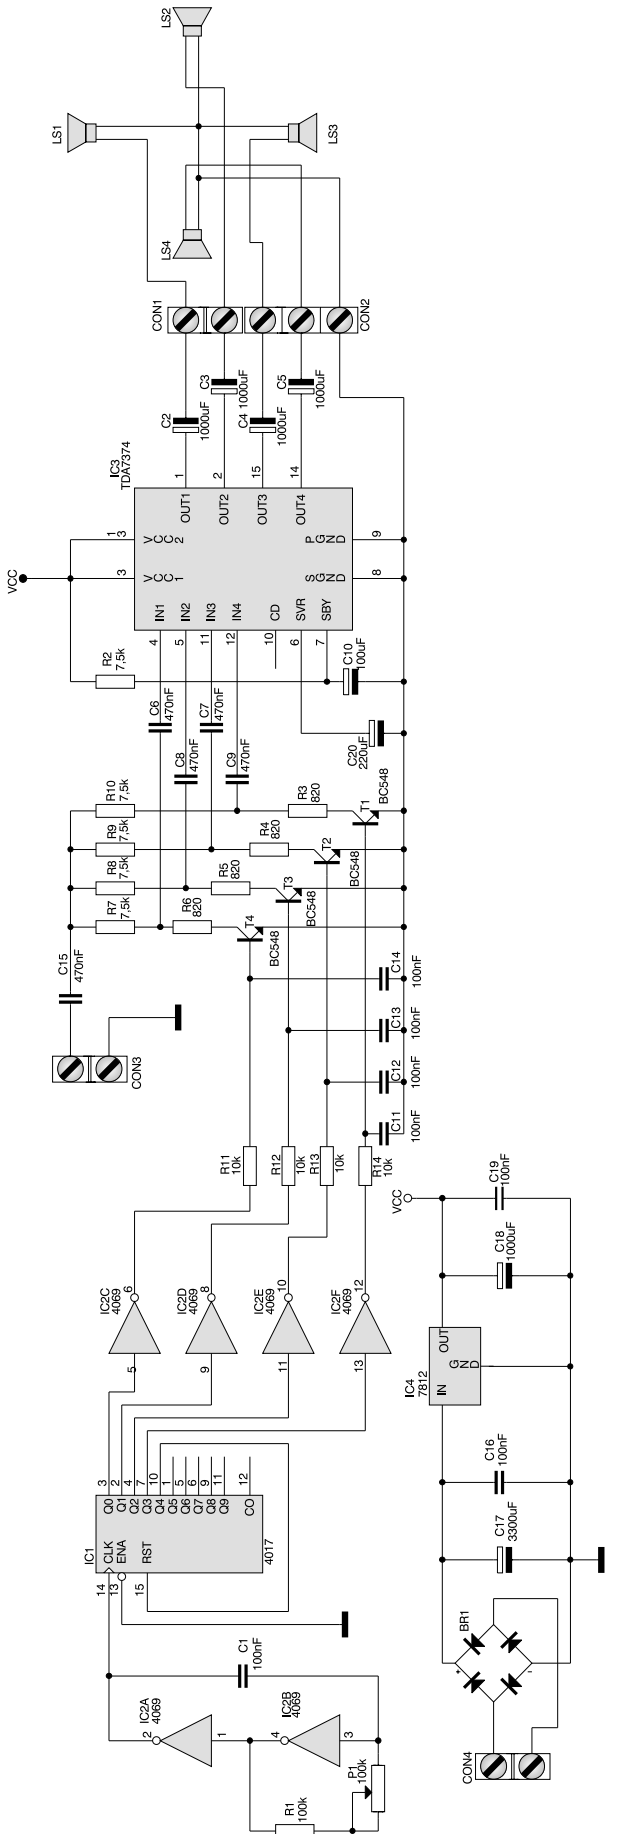 LS2
LS1
LS3
LS4
CON1
CON2
C3
1000uF
C5
1000uF
C2
1000uF
C4
1000uF
IC3
TDA7374
1
2
15
14
OUT1
OUT2
OUT3
OUT4
VCC
13
3
VCC2
VCC1
PGND
SGND
9
8
IN1
IN2
IN3
IN4
CD
SVR
SBY
4
5
11
12
10
6
7
R2
7,5k
C10
100uF
C6
470nF
C7
470nF
C8
470nF
C9
470nF
C20
220uF
R10
7,5k
R9
7,5k
R8
7,5k
R7
7,5k
R3
820
R4
820
R5
820
R6
820
T1
BC548
T2
BC548
T3
BC548
T4
BC548
C15
470nF
CON3
C14
100nF
C13
100nF
C12
100nF
C11
100nF
R11
10k
R12
10k
R13
10k
R14
10k
IC2C
4069
6
5
IC2D
4069
8
9
IC2E
4069
10
11
IC2F
4069
12
13
VCC
C19
100nF
C18
1000uF
IC4
7812
OUT
GND
IN
C16
100nF
C17
3300uF
BR1
+
-
CON4
3
2
4
7
10
1
5
6
9
11
12
Q0
Q1
Q2
Q3
Q4
Q5
Q6
Q7
Q8
Q9
CO
IC1
4017
CLK
ENA
RST
14
13
15
C1
100nF
IC2A
4069
2
1
IC2B
4069
4
3
R1
100k
P1
100k